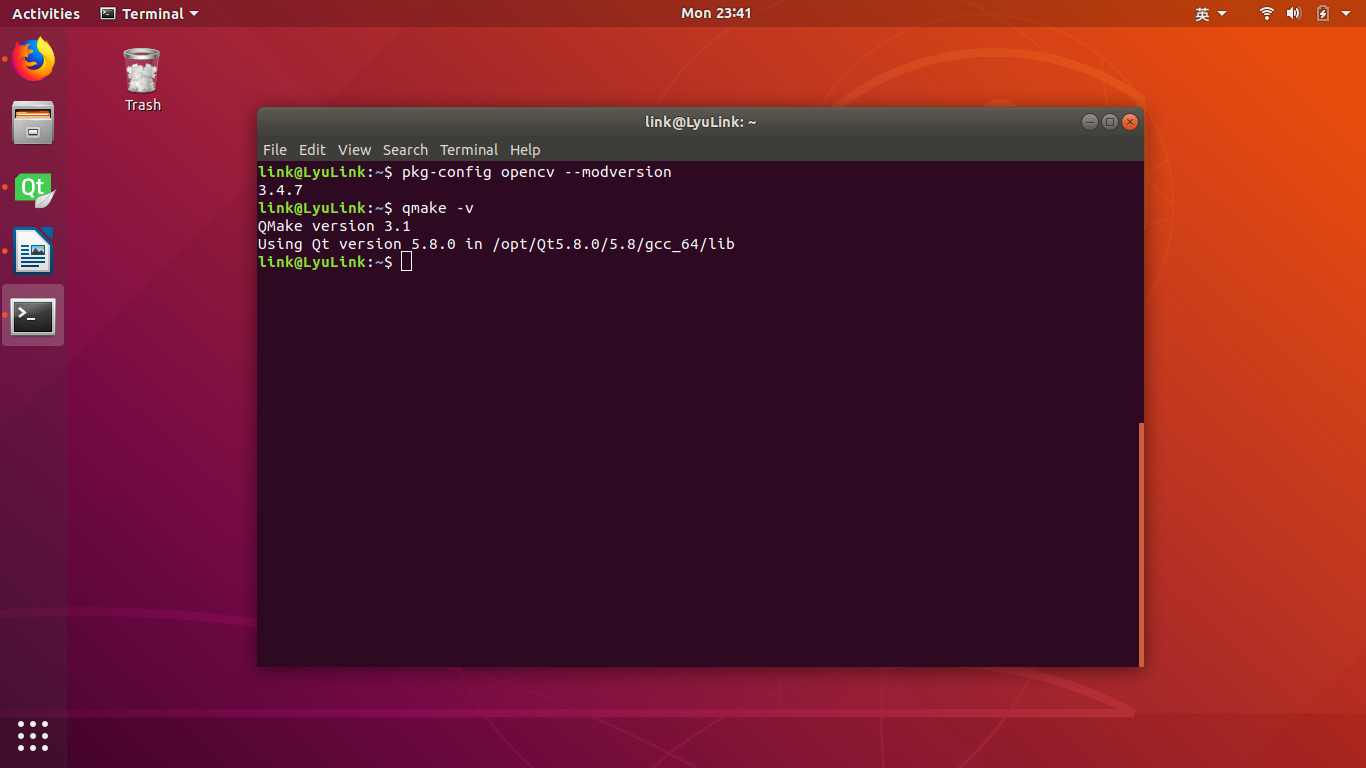 Activities Terminal Mon 23:41 英
Trash
Qt
link@LyuLink: ~
File Edit View Search Terminal Help
link@LyuLink:~$ pkg-config opencv --modversion
3.4.7
link@LyuLink:~$ qmake -v
QMake version 3.1
Using Qt version 5.8.0 in /opt/Qt5.8.0/5.8/gcc_64/lib
link@LyuLink:~$
>_